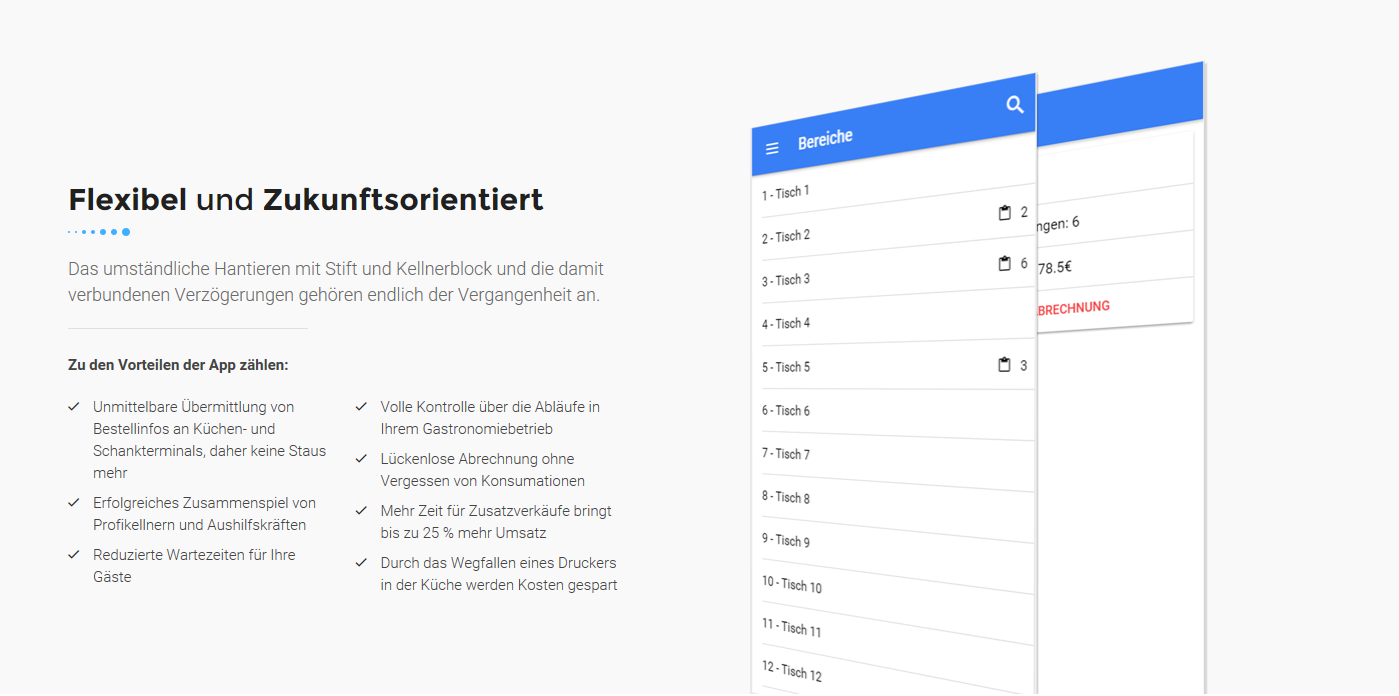 Flexibel und Zukunftsorientiert
Das umständliche Hantieren mit Stift und Kellnerblock und die damit
verbundenen Verzögerungen gehören endlich der Vergangenheit an.
Zu den Vorteilen der App zählen:
Unmittelbare Übermittlung von
Bestellinfos an Küchen- und
Schankterminals, daher keine Staus
mehr
Erfolgreiches Zusammenspiel von
Profikellnern und Aushilfskräften
Reduzierte Wartezeiten für Ihre
Gäste
Volle Kontrolle über die Abläufe in
Ihrem Gastronomiebetrieb
Lückenlose Abrechnung ohne
Vergessen von Konsumationen
Mehr Zeit für Zusatzverkäufe bringt
bis zu 25 % mehr Umsatz
Durch das Wegfallen eines Druckers
in der Küche werden Kosten gespart
Bereiche
1 - Tisch 1
2 - Tisch 2 2
3 - Tisch 3 6
4 - Tisch 4
5 - Tisch 5 3
6 - Tisch 6
7 - Tisch 7
8 - Tisch 8
9 - Tisch 9
10 - Tisch 10
11 - Tisch 11
12 - Tisch 12
ngen: 6
78.5€
BRECHNUNG